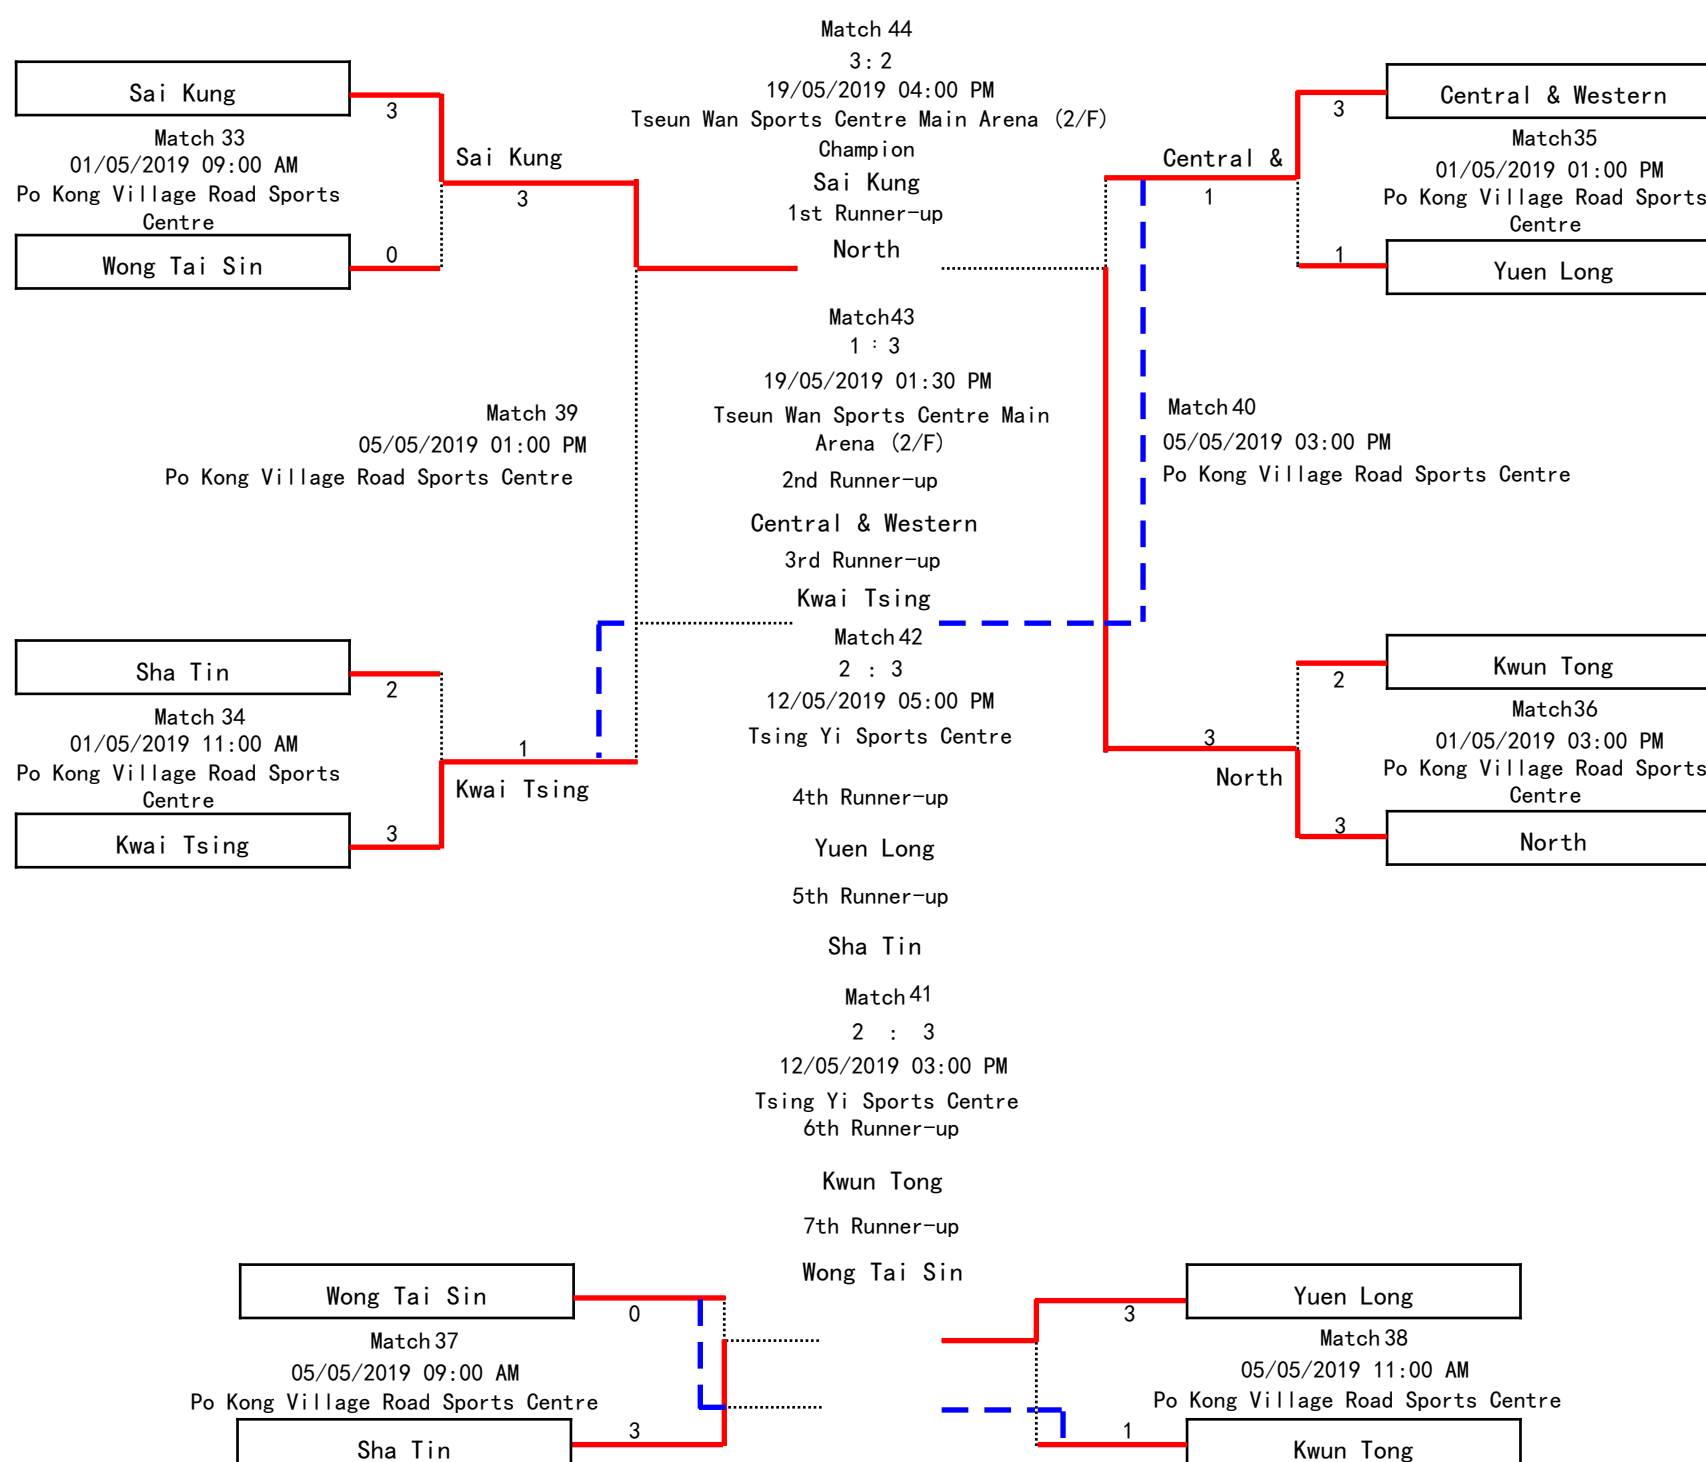 Match 44
3：2
19/05/2019 04:00 PM
Tseun Wan Sports Centre Main Arena (2/F)
Champion
Sai Kung
1st Runner-up
North
Sai Kung
3
Match 33
01/05/2019 09:00 AM
Po Kong Village Road Sports
Centre
Wong Tai Sin
0
Sai Kung
3
Central & Western
3
Match35
01/05/2019 01:00 PM
Po Kong Village Road Sports
Centre
Yuen Long
1
Central &
1
Match43
1：3
19/05/2019 01:30 PM
Tseun Wan Sports Centre Main
Arena (2/F)
2nd Runner-up
Central & Western
3rd Runner-up
Kwai Tsing
Match 39
05/05/2019 01:00 PM
Po Kong Village Road Sports Centre
Match 40
05/05/2019 03:00 PM
Po Kong Village Road Sports Centre
Sha Tin
2
Match 34
01/05/2019 11:00 AM
Po Kong Village Road Sports
Centre
Kwai Tsing
3
1
Kwai Tsing
Match 42
2 : 3
12/05/2019 05:00 PM
Tsing Yi Sports Centre
4th Runner-up
Yuen Long
5th Runner-up
Sha Tin
Kwun Tong
2
Match36
01/05/2019 03:00 PM
Po Kong Village Road Sports
Centre
North
3
3
North
Match 41
2 : 3
12/05/2019 03:00 PM
Tsing Yi Sports Centre
6th Runner-up
Kwun Tong
7th Runner-up
Wong Tai Sin
Wong Tai Sin
0
Match 37
05/05/2019 09:00 AM
Po Kong Village Road Sports Centre
Sha Tin
3
Yuen Long
3
Match 38
05/05/2019 11:00 AM
Po Kong Village Road Sports Centre
Kwun Tong
1